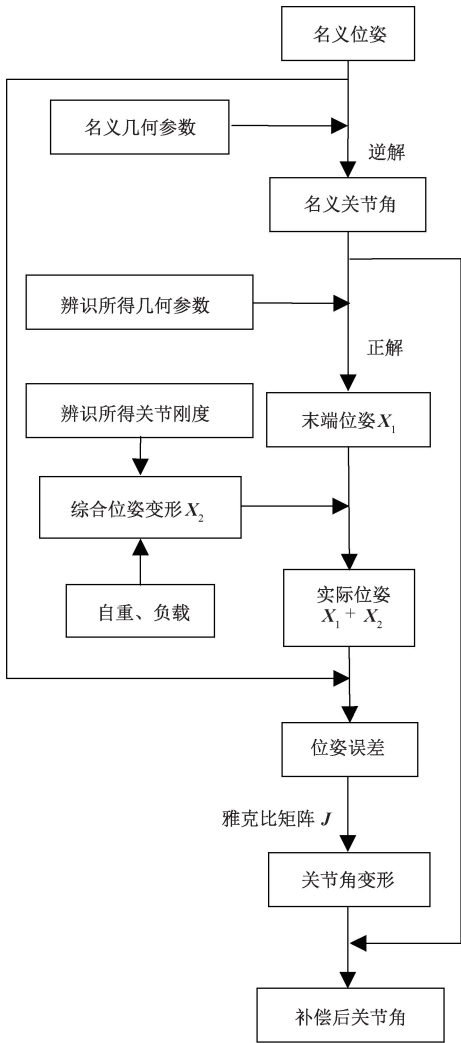 名义位姿
名义几何参数
逆解
名义关节角
辨识所得几何参数
正解
辨识所得关节刚度
末端位姿X₁
综合位姿变形X₂
实际位姿
X₁ + X₂
自重、负载
位姿误差
雅克比矩阵 J
关节角变形
补偿后关节角